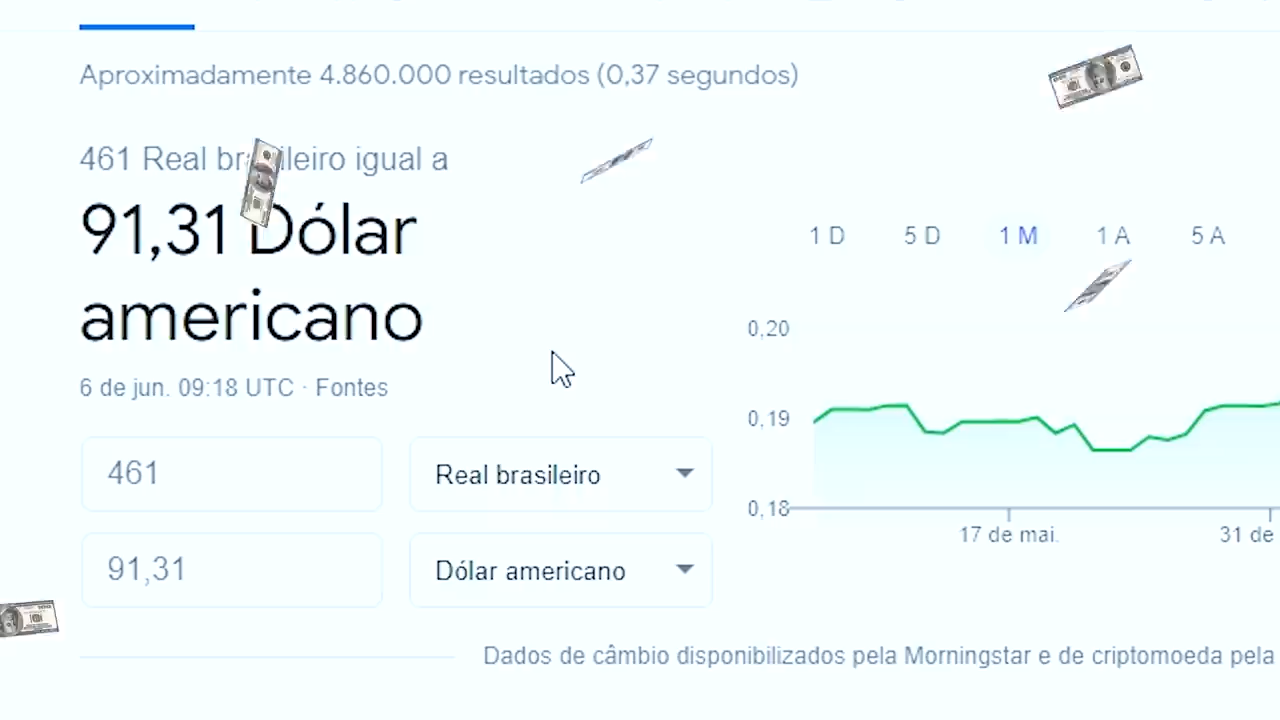 Aproximadamente 4.860.000 resultados (0,37 segundos)
461 Real brasileiro igual a
91,31 Dólar
americano
6 de jun. 09:18 UTC · Fontes
1 D 5 D 1 M 1 A 5 A
0,20
0,19
0,18
17 de mai. 31 de
461 Real brasileiro
91,31 Dólar americano
Dados de câmbio disponibilizados pela Morningstar e de criptomoeda pela